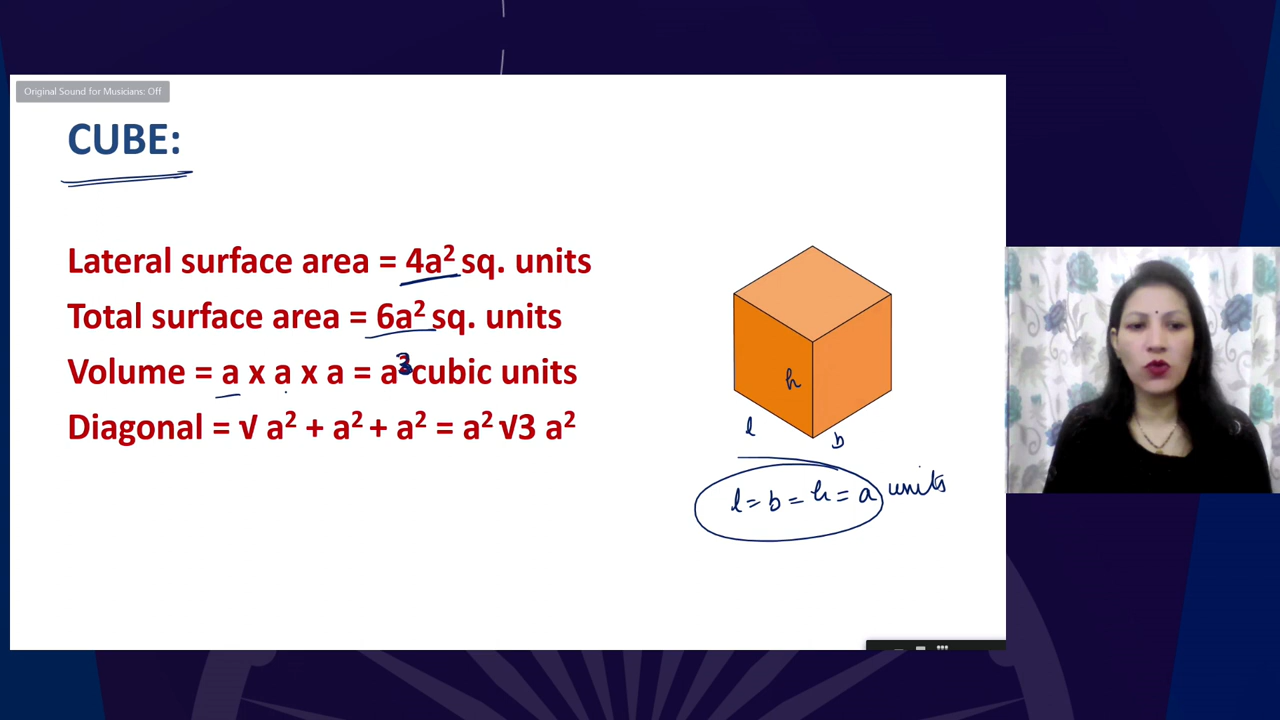 Original Sound for Musicians: Off
CUBE:
Lateral surface area = 4a² sq. units
Total surface area = 6a² sq. units
Volume = a x a x a = a³ cubic units
Diagonal = √ a² + a² + a² = a² √3 a²
h
l
b
l = b = h = a units